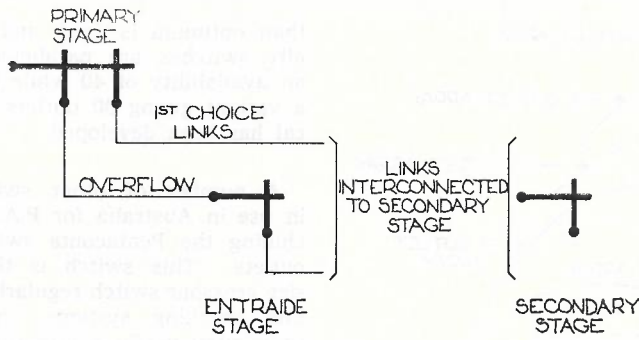 PRIMARY
STAGE
1ST CHOICE
LINKS
OVERFLOW
LINKS
INTERCONNECTED
TO SECONDARY
STAGE
ENTRAIDE
STAGE
SECONDARY
STAGE